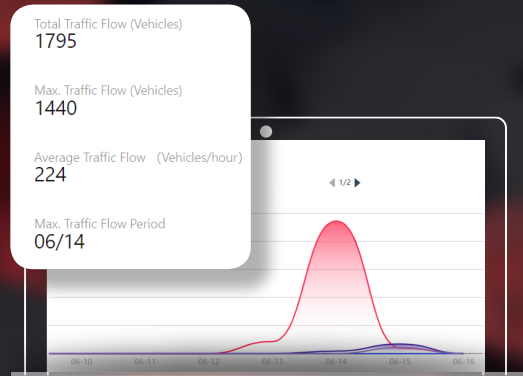 Total Traffic Flow (Vehicles)
1795
Max. Traffic Flow (Vehicles)
1440
Average Traffic Flow (Vehicles/hour)
224
Max. Traffic Flow Period
06/14
1/2
06-10 06-11 06-12 06-13 06-14 06-15 06-16